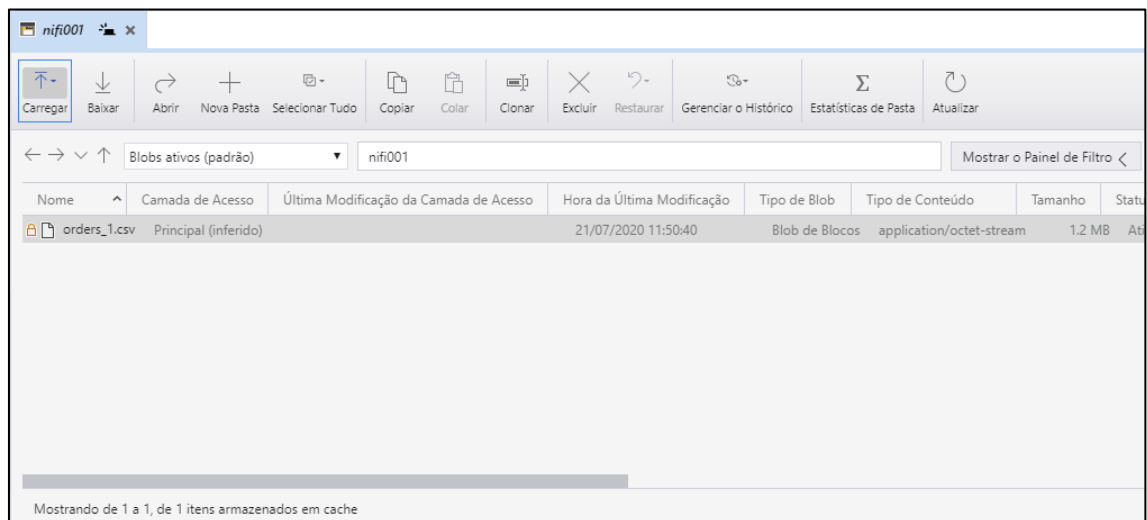 nifi001
Carregar Baixar Abrir Nova Pasta Selecionar Tudo Copiar Colar Clonar Excluir Restaurar Gerenciar o Histórico Estatísticas de Pasta Atualizar
Blobs ativos (padrão) nifi001 Mostrar o Painel de Filtro
Nome Camada de Acesso Última Modificação da Camada de Acesso Hora da Última Modificação Tipo de Blob Tipo de Conteúdo Tamanho Statu
orders_1.csv Principal (inferido) 21/07/2020 11:50:40 Blob de Blocos application/octet-stream 1.2 MB Ati
Mostrando de 1 a 1, de 1 itens armazenados em cache